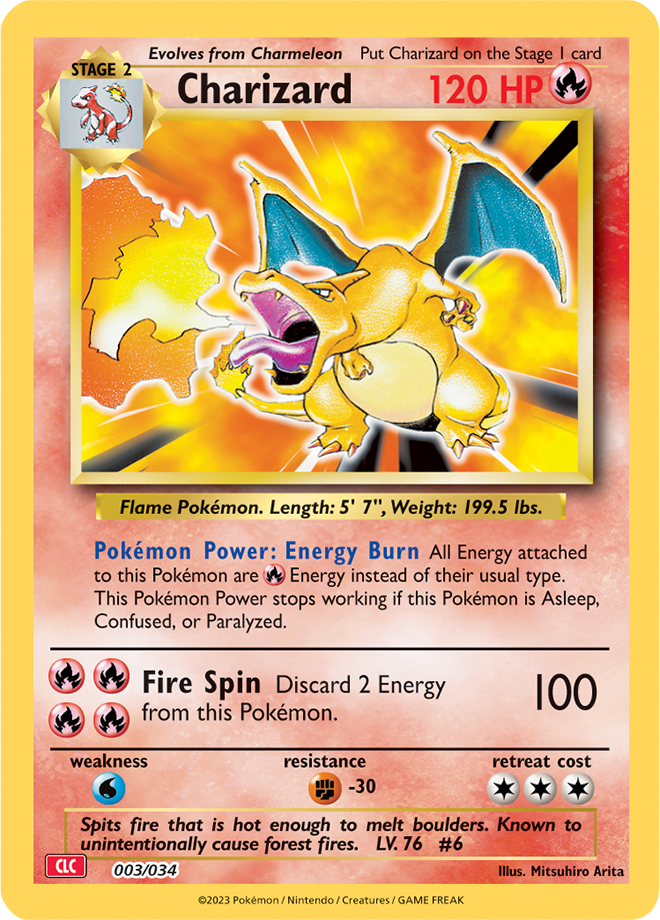 Evolves from Charmeleon Put Charizard on the Stage 1 card
STAGE 2
Charizard 120 HP
Flame Pokémon. Length: 5' 7", Weight: 199.5 lbs.
Pokémon Power: Energy Burn All Energy attached
to this Pokémon are Energy instead of their usual type.
This Pokémon Power stops working if this Pokémon is Asleep,
Confused, or Paralyzed.
Fire Spin Discard 2 Energy
from this Pokémon.
100
weakness resistance retreat cost
-30
Spits fire that is hot enough to melt boulders. Known to
unintentionally cause forest fires. LV. 76 #6
CLC 003/034 Illus. Mitsuhiro Arita
©2023 Pokémon / Nintendo / Creatures / GAME FREAK